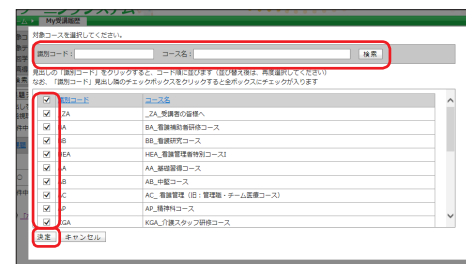 My受講履歴
対象コースを選択してください。
識別コード： コース名： 検 索
見出しの「識別コード」をクリックすると、コード順に並びます（並び替え後は、再度選択してください）
なお、「識別コード」見出し隣のチェックボックスをクリックすると全ボックスにチェックが入ります
識別コード コース名
_ZA _ZA_受講者の皆様へ
BA BA_看護補助者研修コース
BB BB_看護研究コース
HEA HEA_看護管理者特別コースI
AA AA_基礎習得コース
AB AB_中堅コース
AC AC_ 看護管理（旧：管理職・チーム医療コース）
AP AP_精神科コース
KGA KGA_介護スタッフ研修コース
決 定 キャンセル